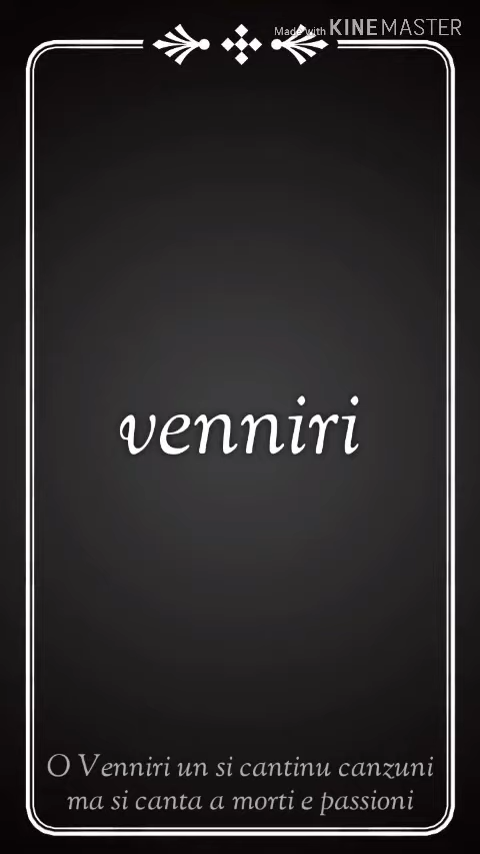 Made with KINEMASTER
venniri
O Venniri un si cantinu canzuni
ma si canta a morti e passioni